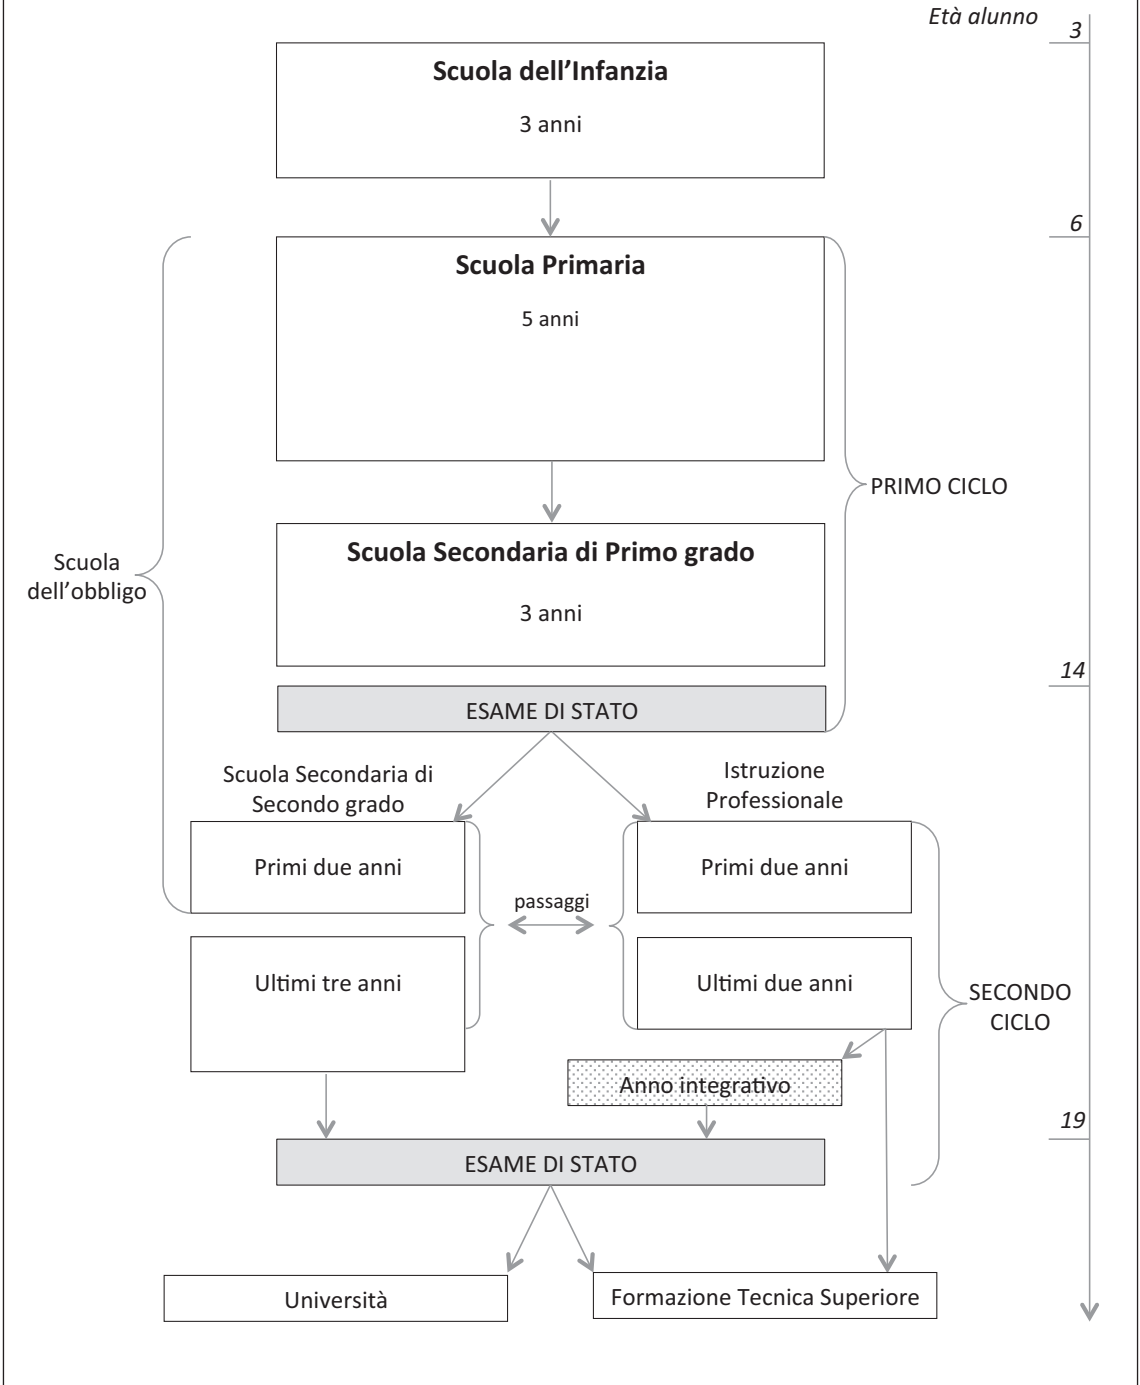 Età alunno
3
Scuola dell’Infanzia
3 anni
6
Scuola Primaria
5 anni
PRIMO CICLO
Scuola Secondaria di Primo grado
Scuola
dell’obbligo
3 anni
14
ESAME DI STATO
Scuola Secondaria di
Secondo grado
Istruzione
Professionale
Primi due anni
Primi due anni
passaggi
Ultimi tre anni
Ultimi due anni
SECONDO
CICLO
Anno integrativo
19
ESAME DI STATO
Università
Formazione Tecnica Superiore